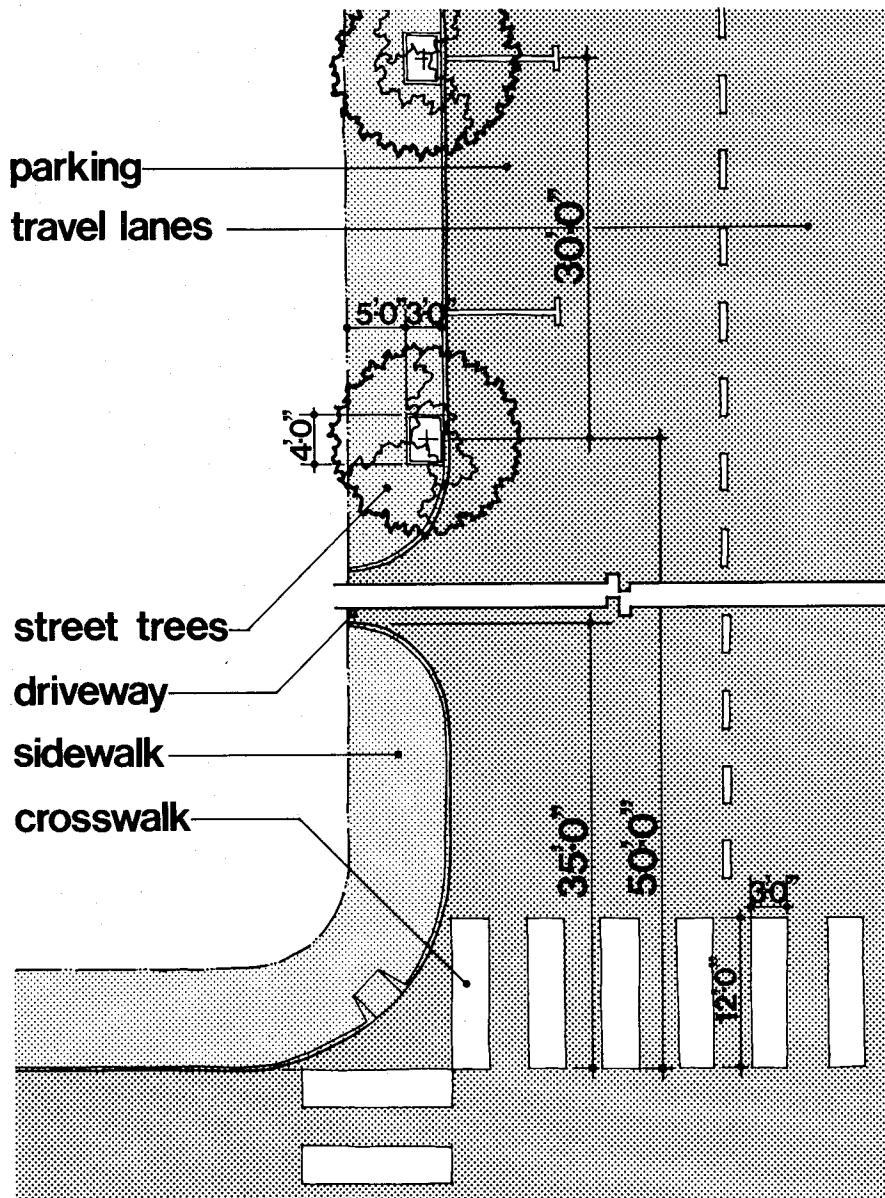 parking
travel lanes
30'·0"
5'·0" 3'·0"
4'·0"
street trees
driveway
sidewalk
crosswalk
35'·0"
50'·0"
3'·0"
12'·0"